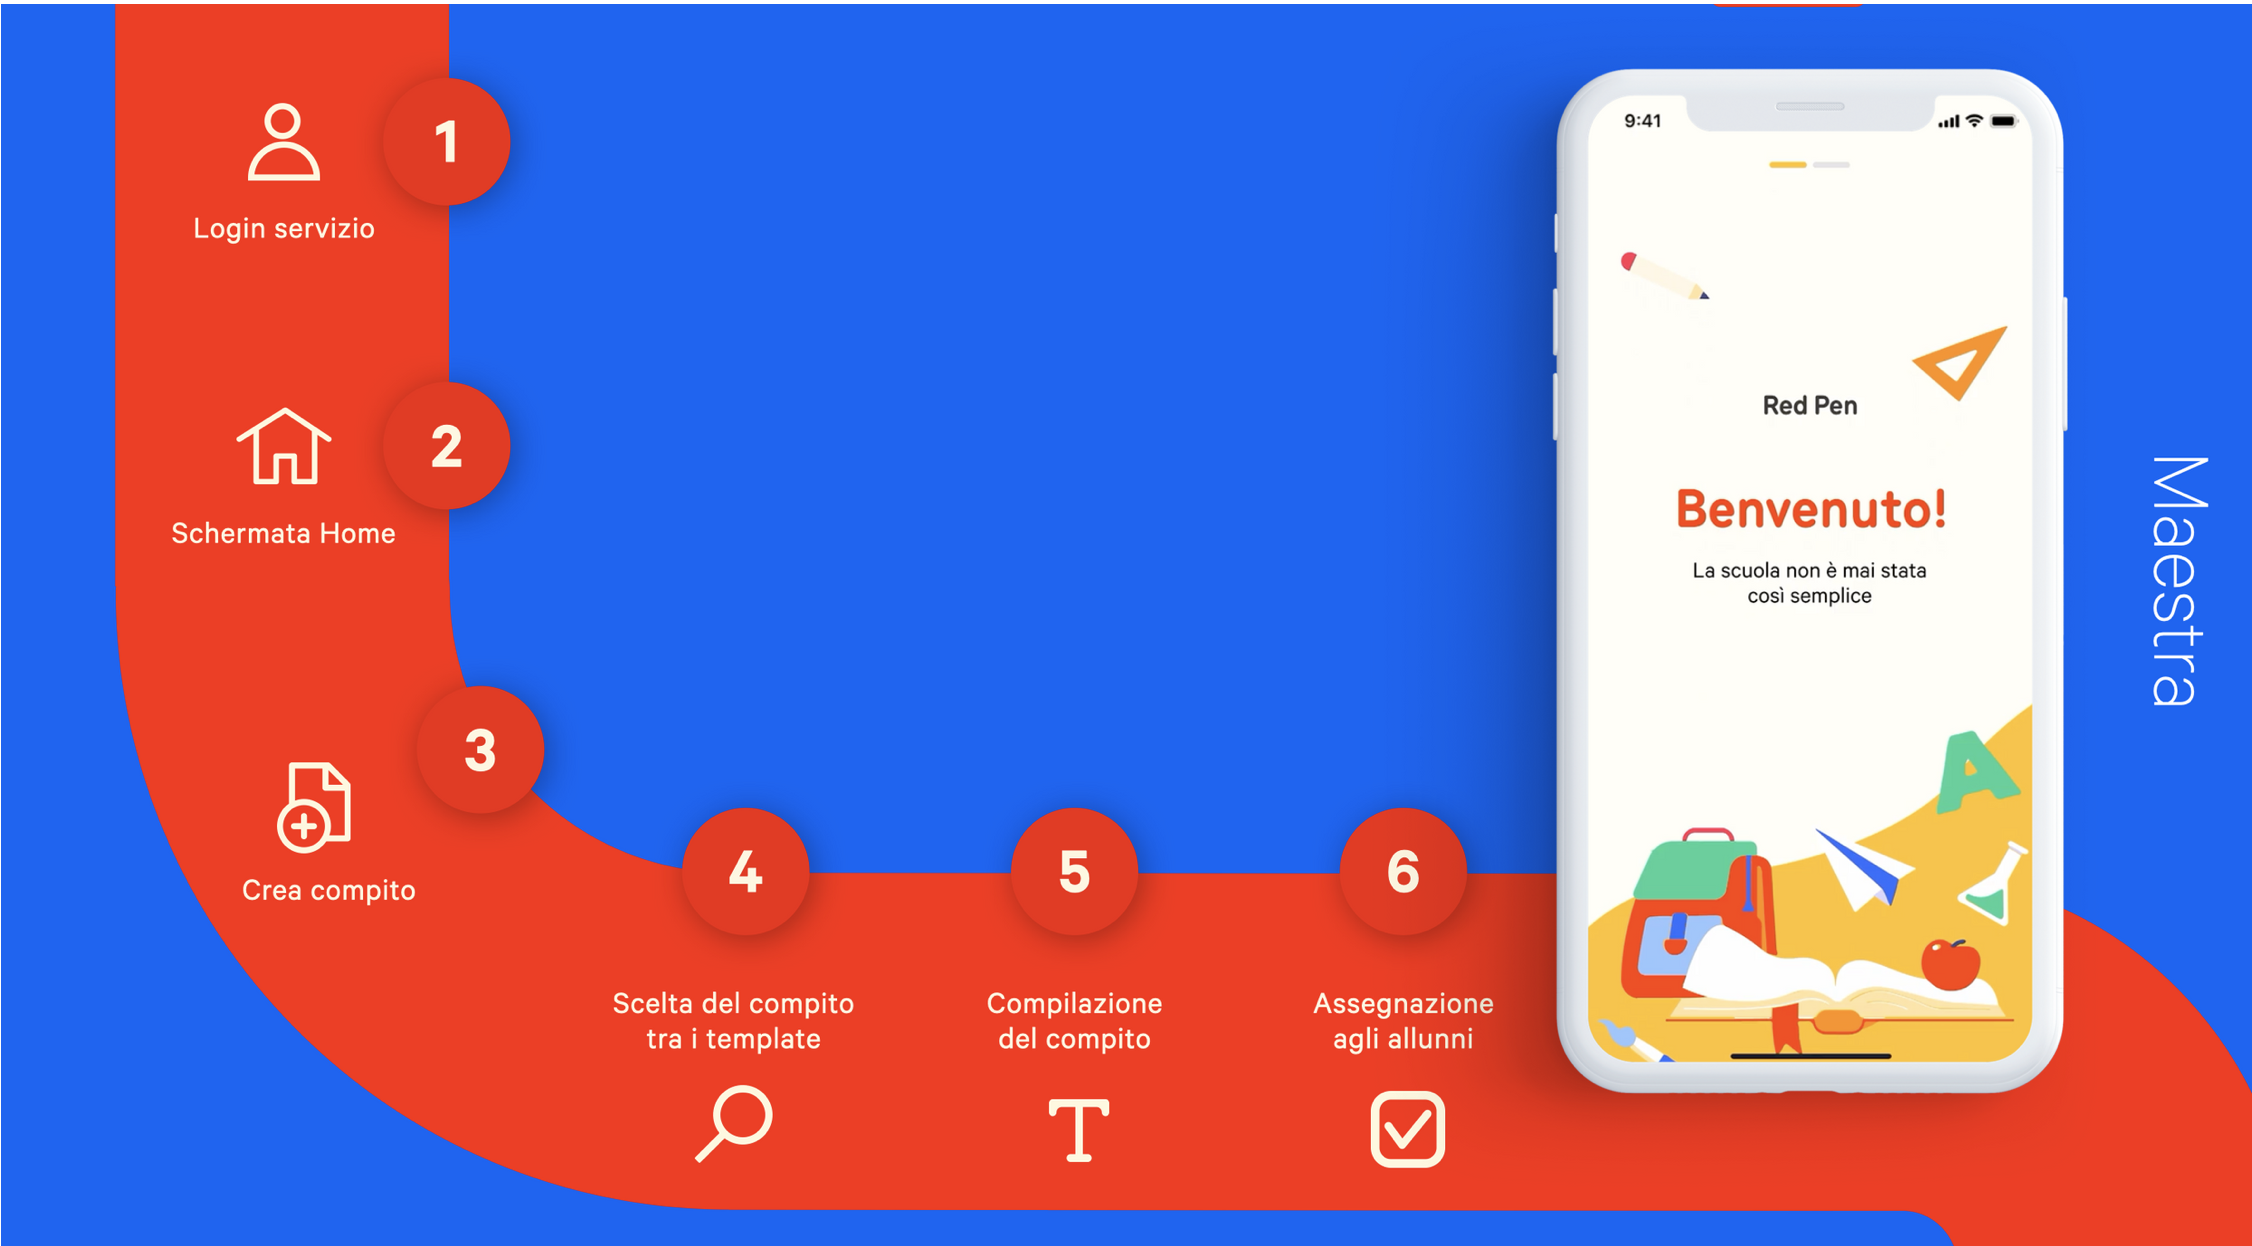 1
Login servizio
2
Schermata Home
3
Crea compito
4
Scelta del compito
tra i template
5
Compilazione
del compito
T
6
Assegnazione
agli allunni
9:41
Red Pen
Benvenuto!
La scuola non è mai stata
così semplice
A
Maestra